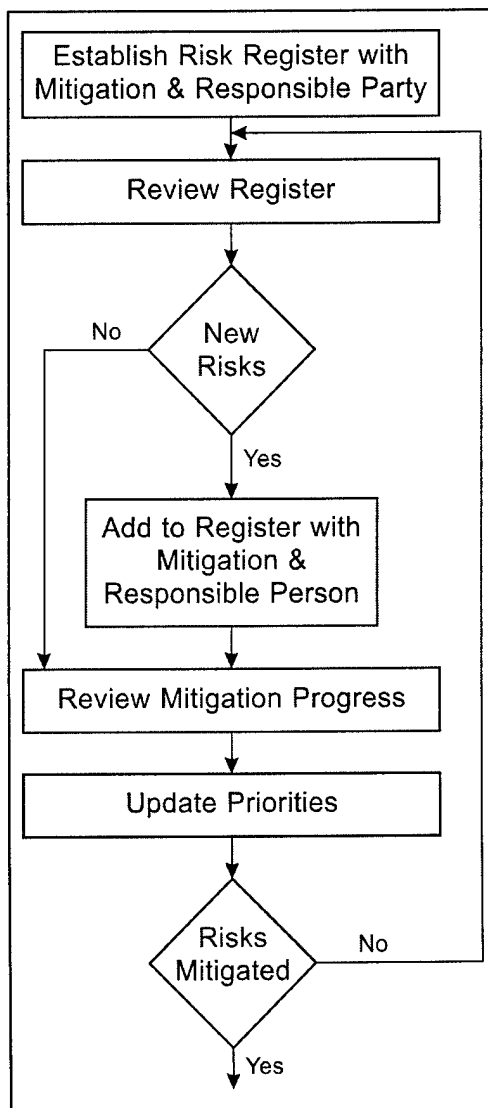 Establish Risk Register with
Mitigation & Responsible Party
Review Register
New
Risks
No
Yes
Add to Register with
Mitigation &
Responsible Person
Review Mitigation Progress
Update Priorities
Risks
Mitigated
No
Yes